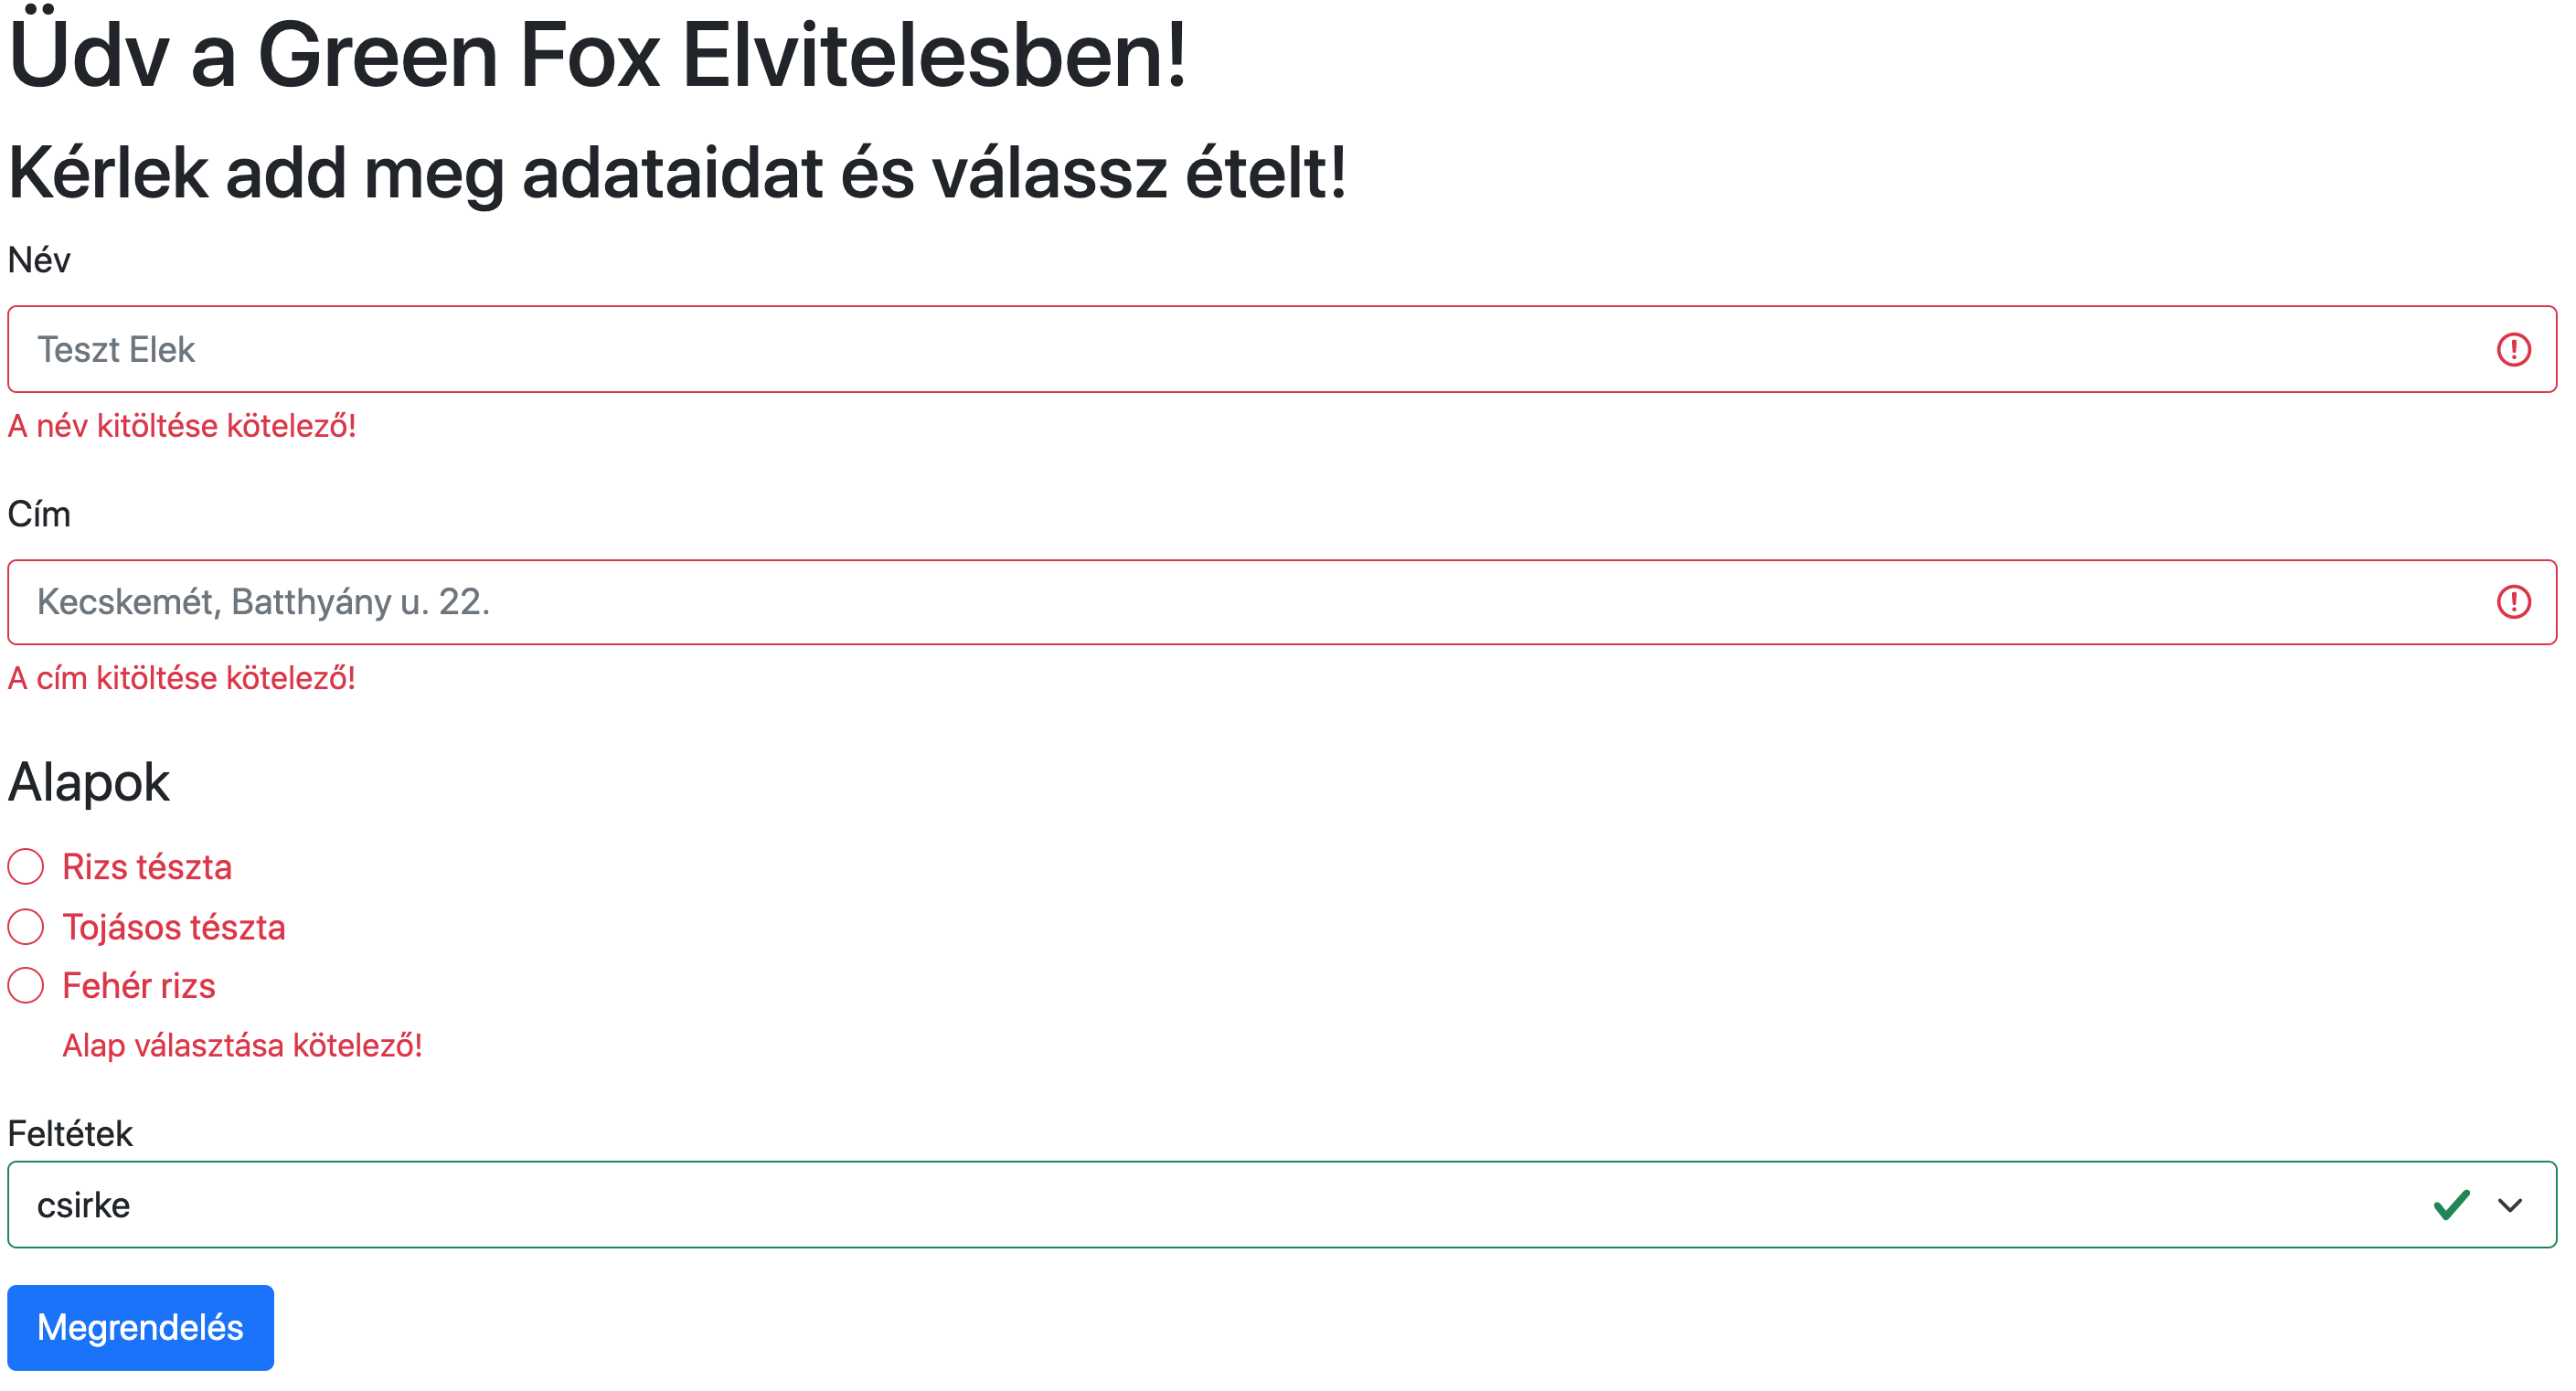 Üdv a Green Fox Elvitelesben!
Kérlek add meg adataidat és válassz ételt!
Név
Teszt Elek
A név kitöltése kötelező!
Cím
Kecskemét, Batthyány u. 22.
A cím kitöltése kötelező!
Alapok
Rizs tészta
Tojásos tészta
Fehér rizs
Alap választása kötelező!
Feltétek
csirke
Megrendelés